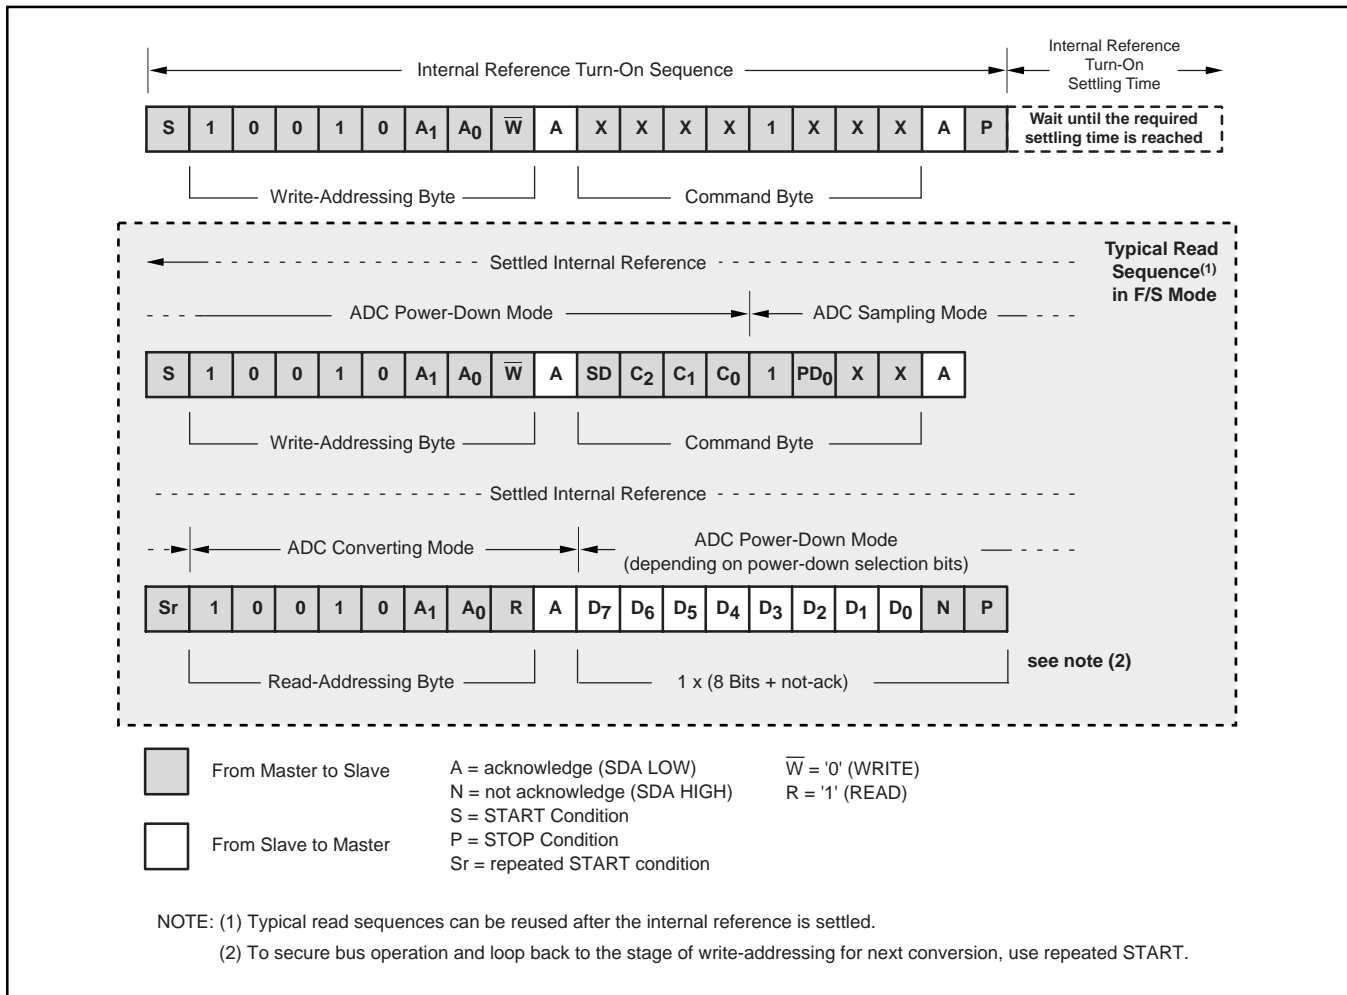 Internal Reference Turn-On Sequence
Internal Reference
Turn-On
Settling Time
S 1 0 0 1 0 A1 A0 W̅ A X X X X 1 X X X A P
Wait until the required
settling time is reached
Write-Addressing Byte
Command Byte
Typical Read
Sequence(1)
in F/S Mode
Settled Internal Reference
ADC Power-Down Mode
ADC Sampling Mode
S 1 0 0 1 0 A1 A0 W̅ A SD C2 C1 C0 1 PD0 X X A
Write-Addressing Byte
Command Byte
Settled Internal Reference
ADC Converting Mode
ADC Power-Down Mode
(depending on power-down selection bits)
Sr 1 0 0 1 0 A1 A0 R A D7 D6 D5 D4 D3 D2 D1 D0 N P
Read-Addressing Byte
1 x (8 Bits + not-ack)
see note (2)
From Master to Slave
From Slave to Master
A = acknowledge (SDA LOW)
N = not acknowledge (SDA HIGH)
S = START Condition
P = STOP Condition
Sr = repeated START condition
W̅ = '0' (WRITE)
R = '1' (READ)
NOTE: (1) Typical read sequences can be reused after the internal reference is settled.
(2) To secure bus operation and loop back to the stage of write-addressing for next conversion, use repeated START.